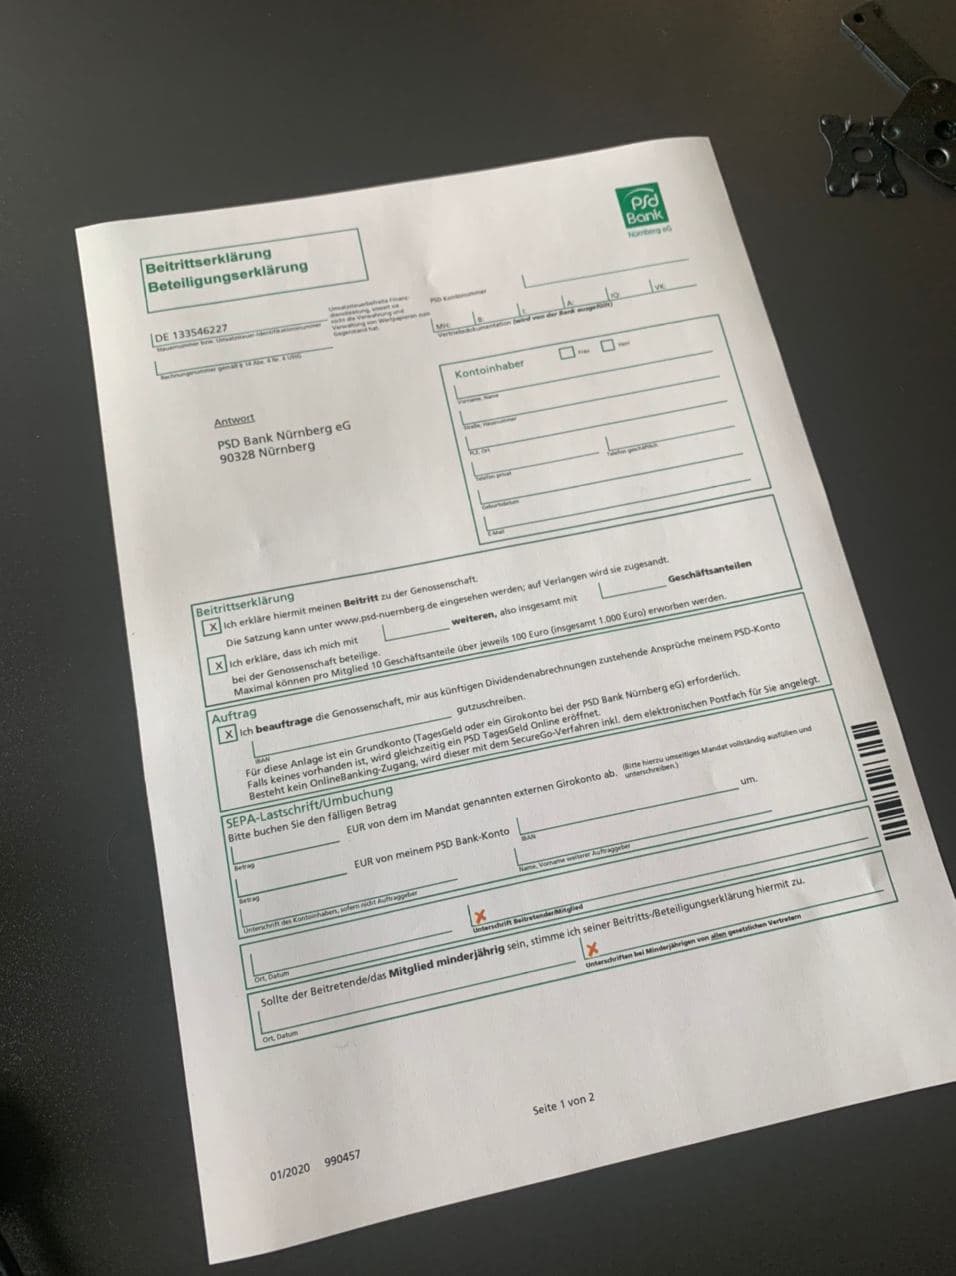 psd
Bank
Nürnberg eG
Beitrittserklärung
Beteiligungserklärung
DE 133546227
Steuernummer bzw. Umsatzsteuer-Identifikationsnummer
Rechnungsnummer gemäß § 14 Abs. 4 Nr. 4 UStG
Umsatzsteuerbefreite Finanz-
dienstleistung, soweit sie
nicht die Verwahrung und
Verwaltung von Wertpapieren zum
Gegenstand hat.
PSD Kontonummer
MN: B: I: A: IQ: VK:
Vertriebsdokumentation (wird von der Bank ausgefüllt)
Antwort
PSD Bank Nürnberg eG
90328 Nürnberg
Kontoinhaber Frau Herr
Vorname, Name
Straße, Hausnummer
PLZ, Ort
Telefon privat Telefon geschäftlich
Geburtsdatum
E-Mail
Beitrittserklärung
X Ich erkläre hiermit meinen Beitritt zu der Genossenschaft.
Die Satzung kann unter www.psd-nuernberg.de eingesehen werden; auf Verlangen wird sie zugesandt.
X Ich erkläre, dass ich mich mit weiteren, also insgesamt mit Geschäftsanteilen
bei der Genossenschaft beteilige.
Maximal können pro Mitglied 10 Geschäftsanteile über jeweils 100 Euro (insgesamt 1.000 Euro) erworben werden.
Auftrag
X Ich beauftrage die Genossenschaft, mir aus künftigen Dividendenabrechnungen zustehende Ansprüche meinem PSD-Konto
gutzuschreiben.
IBAN
Für diese Anlage ist ein Grundkonto (TagesGeld oder ein Girokonto bei der PSD Bank Nürnberg eG) erforderlich.
Falls keines vorhanden ist, wird gleichzeitig ein PSD TagesGeld Online eröffnet.
Besteht kein OnlineBanking-Zugang, wird dieser mit dem SecureGo-Verfahren inkl. dem elektronischen Postfach für Sie angelegt.
SEPA-Lastschrift/Umbuchung
Bitte buchen Sie den fälligen Betrag
EUR von dem im Mandat genannten externen Girokonto ab. (Bitte hierzu umseitiges Mandat vollständig ausfüllen und
unterschreiben.)
Betrag
EUR von meinem PSD Bank-Konto um.
Betrag IBAN
Unterschrift des Kontoinhabers, sofern nicht Auftraggeber Name, Vorname weiterer Auftraggeber
Ort, Datum Unterschrift Beitretender/Mitglied
Sollte der Beitretende/das Mitglied minderjährig sein, stimme ich seiner Beitritts-/Beteiligungserklärung hiermit zu.
Ort, Datum Unterschriften bei Minderjährigen von allen gesetzlichen Vertretern
Seite 1 von 2
01/2020 990457